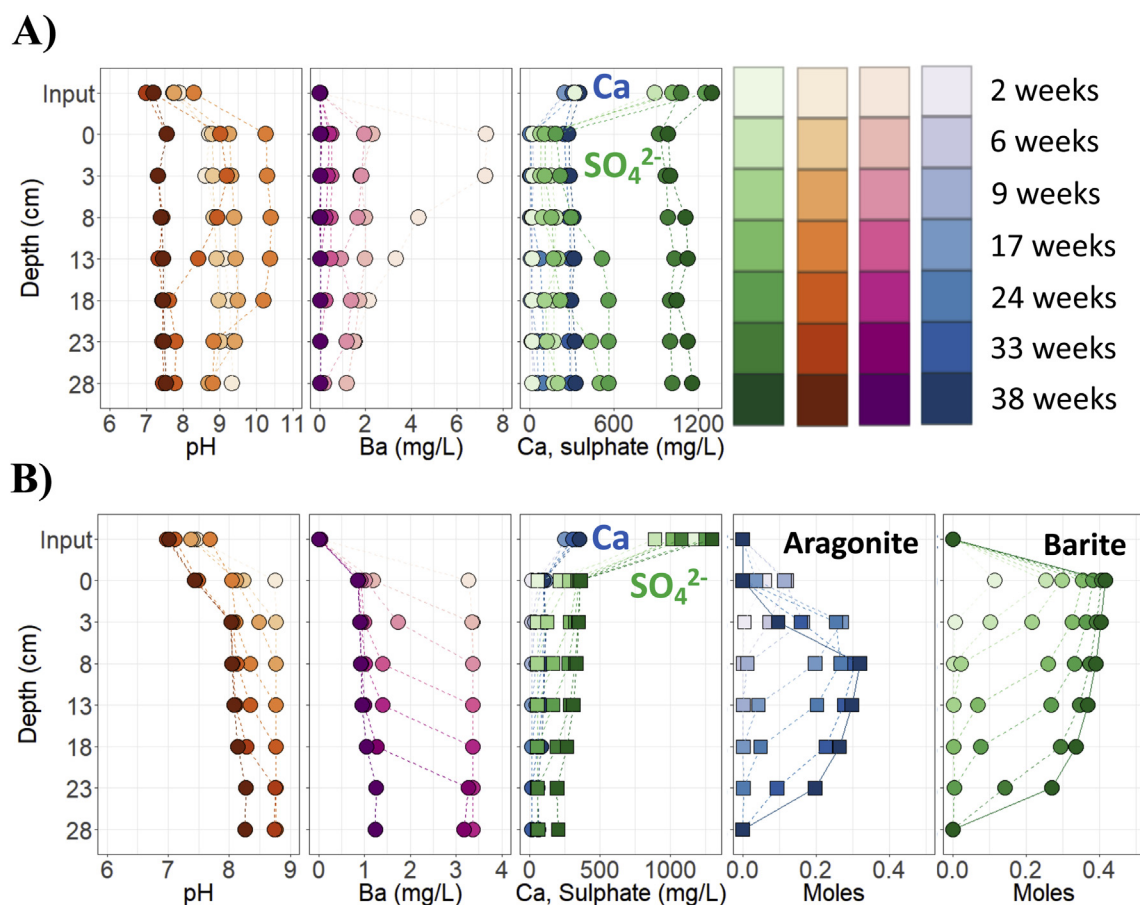 A)
Input
0
3
8
13
18
23
28
Depth (cm)
6 7 8 9 10 11
pH
0 2 4 6 8
Ba (mg/L)
Ca
SO₄²⁻
0 600 1200
Ca, sulphate (mg/L)
2 weeks
6 weeks
9 weeks
17 weeks
24 weeks
33 weeks
38 weeks
B)
Input
0
3
8
13
18
23
28
Depth (cm)
6 7 8 9
pH
0 1 2 3 4
Ba (mg/L)
Ca
SO₄²⁻
0 500 1000
Ca, Sulphate (mg/L)
Aragonite
0.0 0.2 0.4
Moles
Barite
0.0 0.2 0.4
Moles